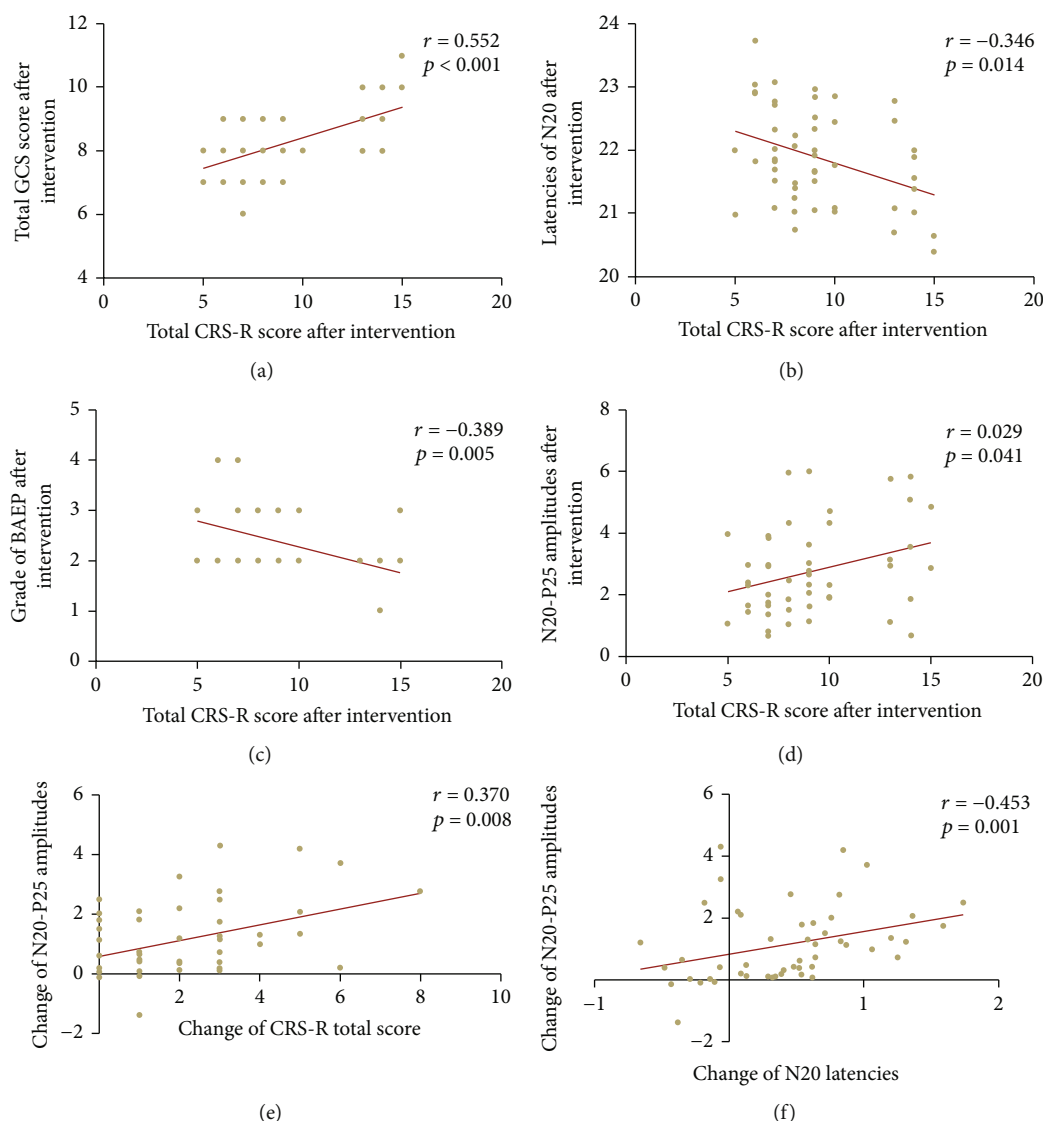 12
10
8
6
4
0
5
10
15
20
Total GCS score after
intervention
Total CRS-R score after intervention
r = 0.552
p < 0.001
(a)
24
23
22
21
20
0
5
10
15
20
Latencies of N20 after
intervention
Total CRS-R score after intervention
r = −0.346
p = 0.014
(b)
5
4
3
2
1
0
0
5
10
15
20
Grade of BAEP after
intervention
Total CRS-R score after intervention
r = −0.389
p = 0.005
(c)
8
6
4
2
0
0
5
10
15
20
N20-P25 amplitudes after
intervention
Total CRS-R score after intervention
r = 0.029
p = 0.041
(d)
6
4
2
0
−2
2
4
6
8
10
Change of N20-P25 amplitudes
Change of CRS-R total score
r = 0.370
p = 0.008
(e)
6
4
2
−2
−1
0
1
2
Change of N20-P25 amplitudes
Change of N20 latencies
r = −0.453
p = 0.001
(f)